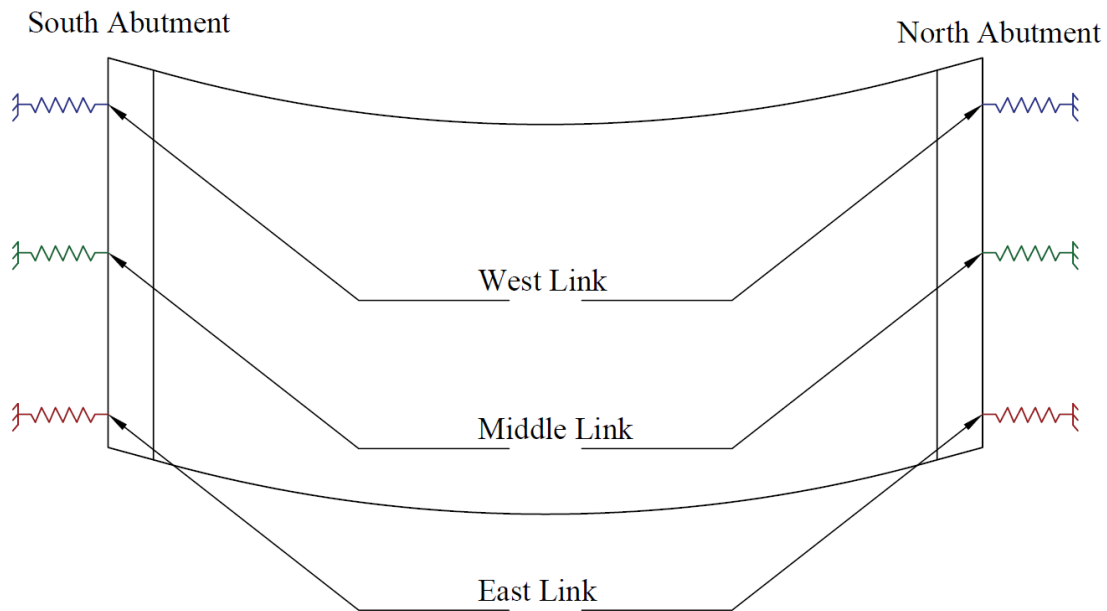 South Abutment
North Abutment
West Link
Middle Link
East Link